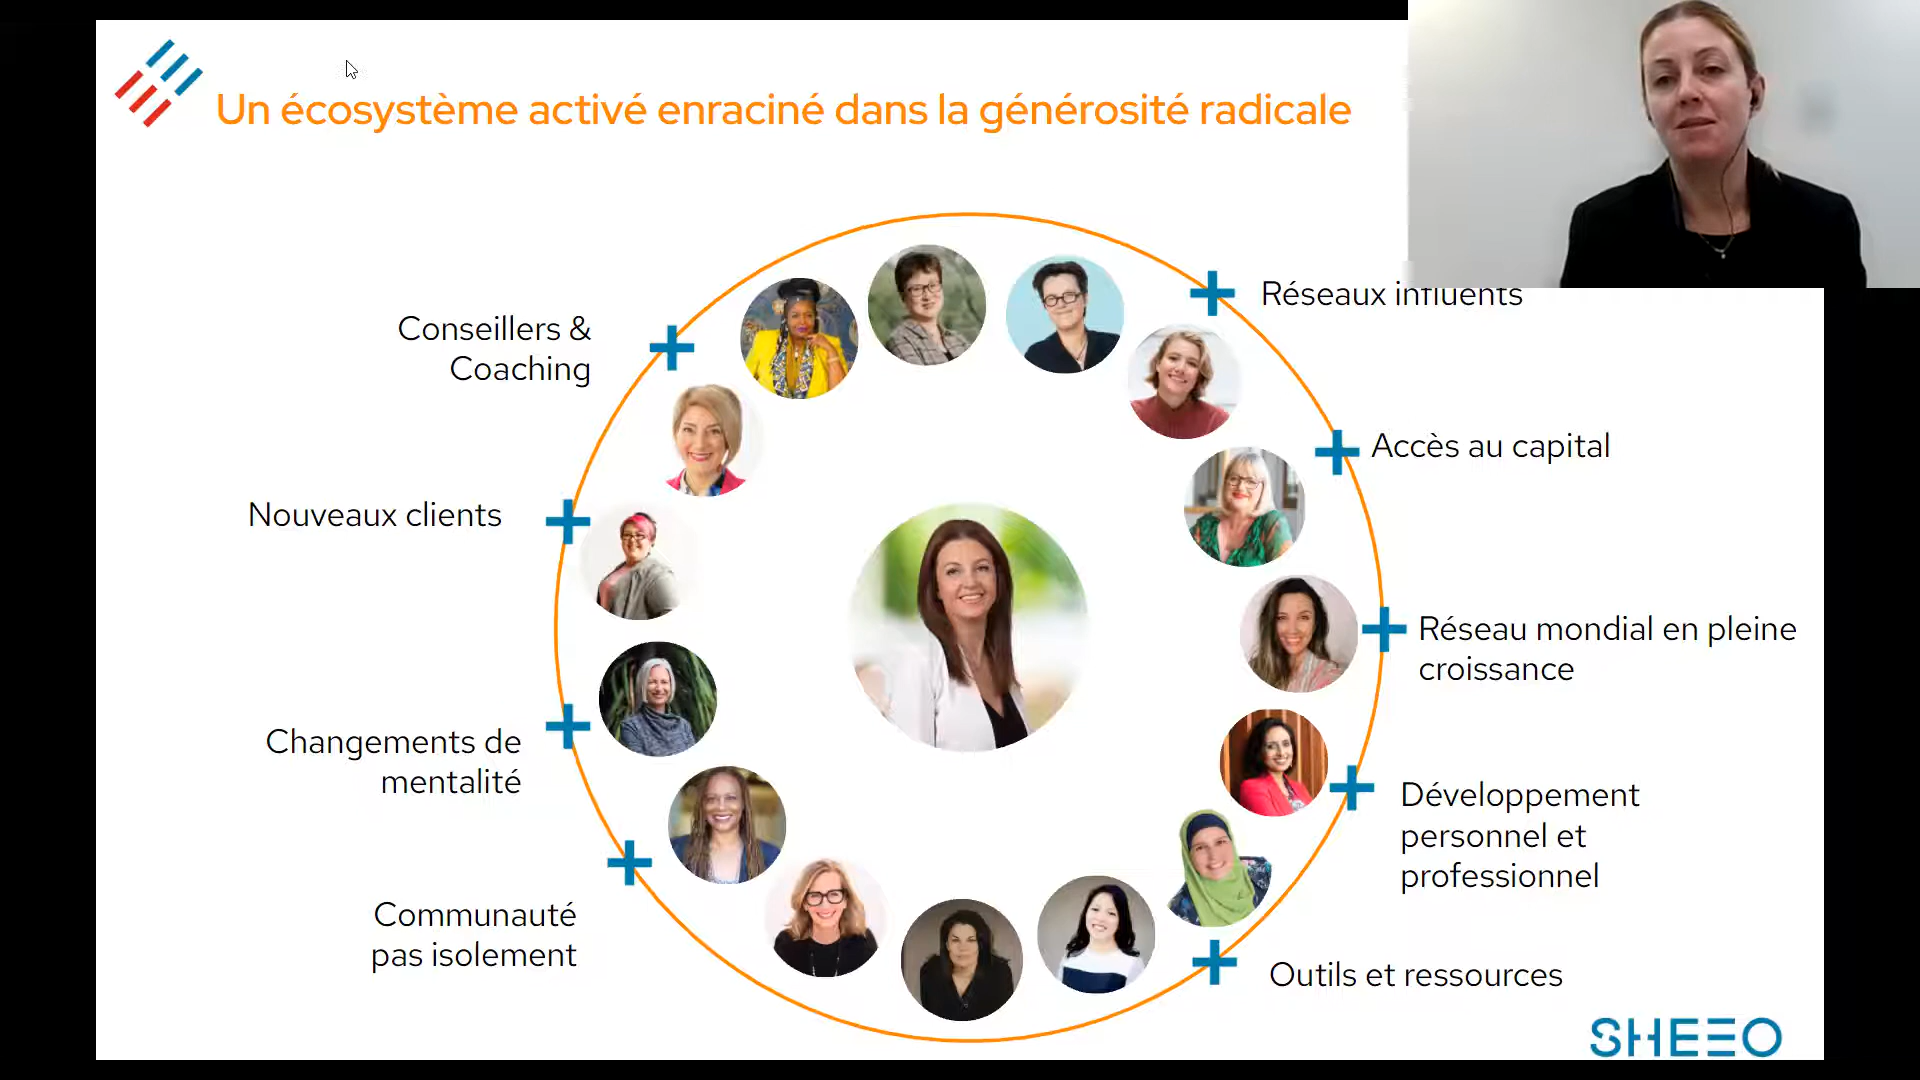 Un écosystème activé enraciné dans la générosité radicale
Conseillers &
Coaching
Nouveaux clients
Changements de
mentalité
Communauté
pas isolement
Réseaux influents
Accès au capital
Réseau mondial en pleine
croissance
Développement
personnel et
professionnel
Outils et ressources
SHEEO